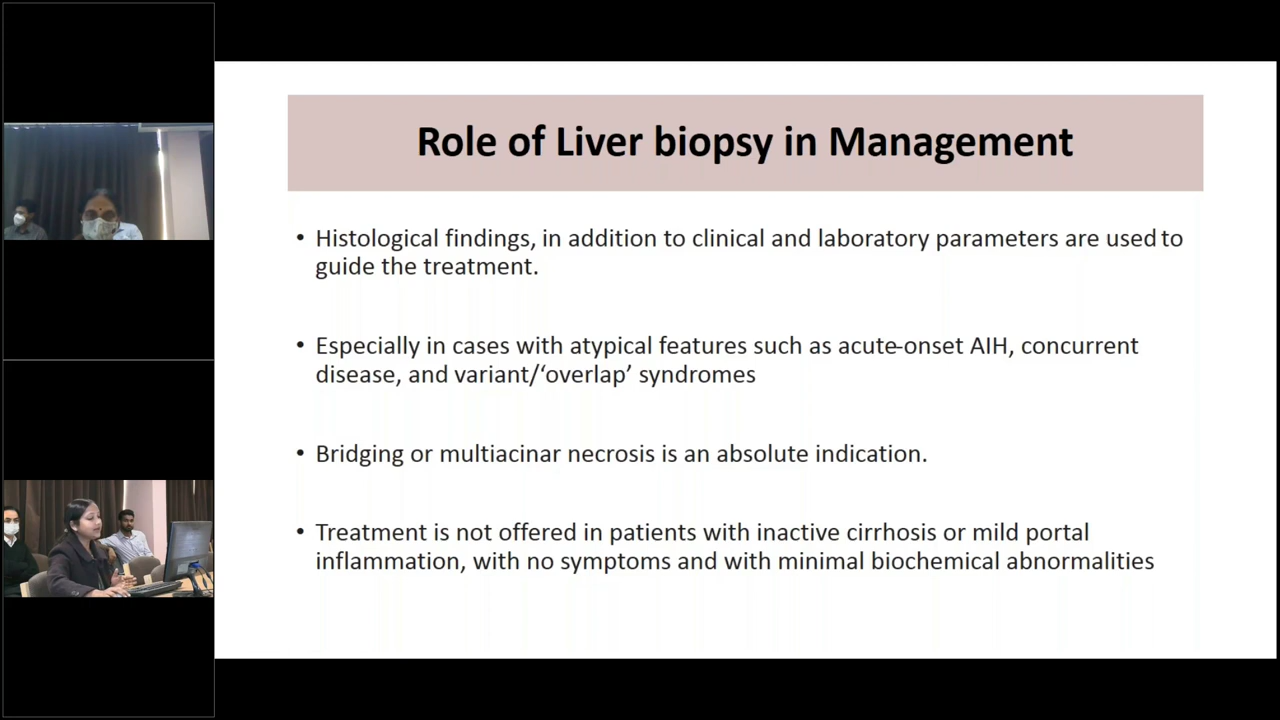 Role of Liver biopsy in Management
• Histological findings, in addition to clinical and laboratory parameters are used to
guide the treatment.
• Especially in cases with atypical features such as acute-onset AIH, concurrent
disease, and variant/‘overlap’ syndromes
• Bridging or multiacinar necrosis is an absolute indication.
• Treatment is not offered in patients with inactive cirrhosis or mild portal
inflammation, with no symptoms and with minimal biochemical abnormalities